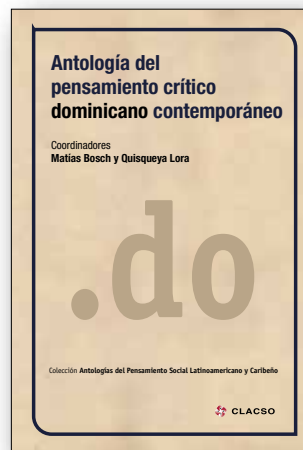 Antología del
pensamiento crítico
dominicano contemporáneo
Coordinadores
Matías Bosch y Quisqueya Lora
.do
Colección Antologías del Pensamiento Social Latinoamericano y Caribeño
CLACSO